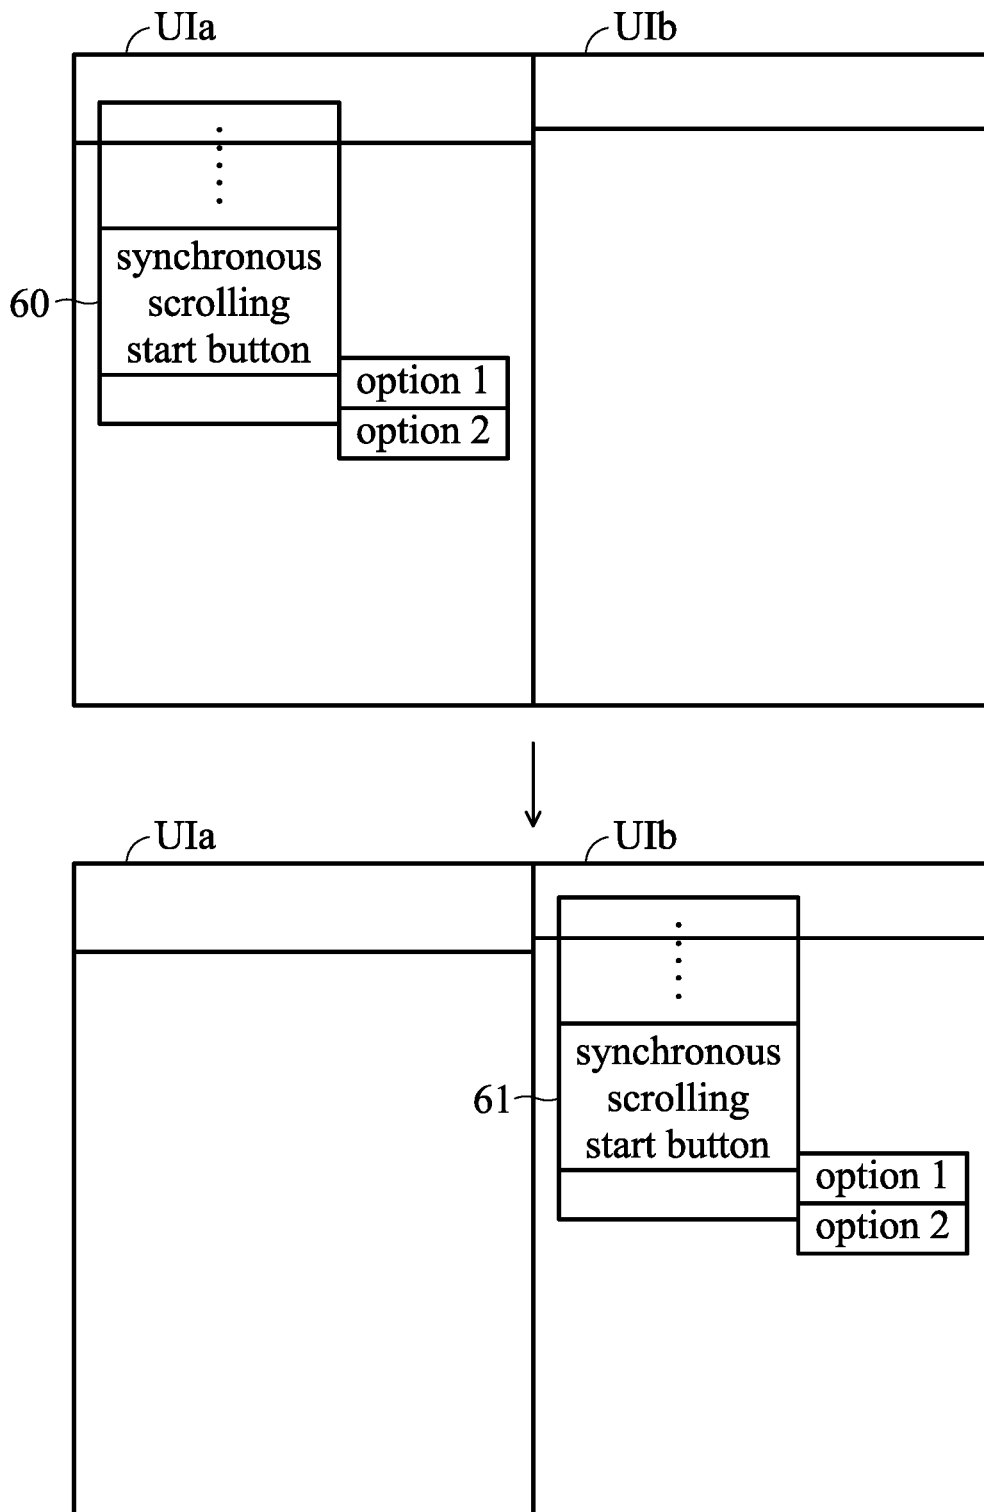 UIa
UIb
synchronous
scrolling
start button
60
option 1
option 2
UIa
UIb
synchronous
scrolling
start button
61
option 1
option 2